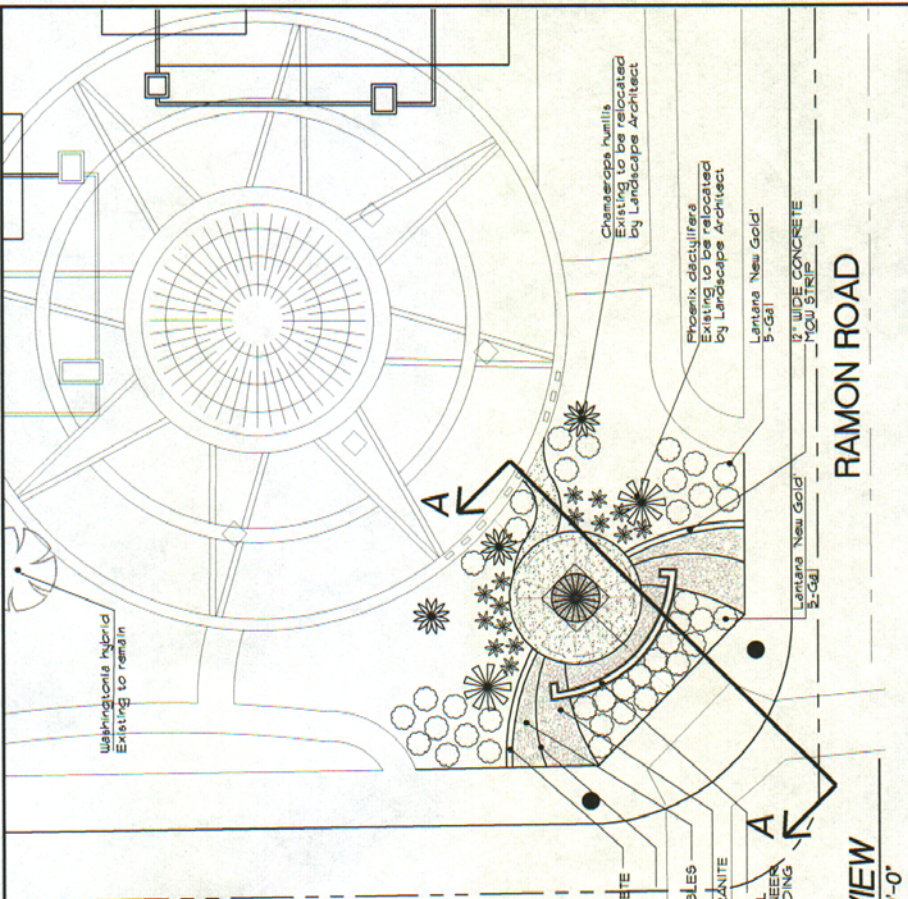 Chamaerops humilis
Existing to be relocated
by Landscape Architect
Phoenix dactylifera
Existing to be relocated
by Landscape Architect
Lantana 'New Gold'
5-Gal
12" WIDE CONCRETE
MOW STRIP
RAMON ROAD
Lantana 'New Gold'
5-Gal
Washingtonia hybrid
Existing to remain
A
A
ETE
BLES
ANITE
L
NEER
DING
VIEW
'-0"